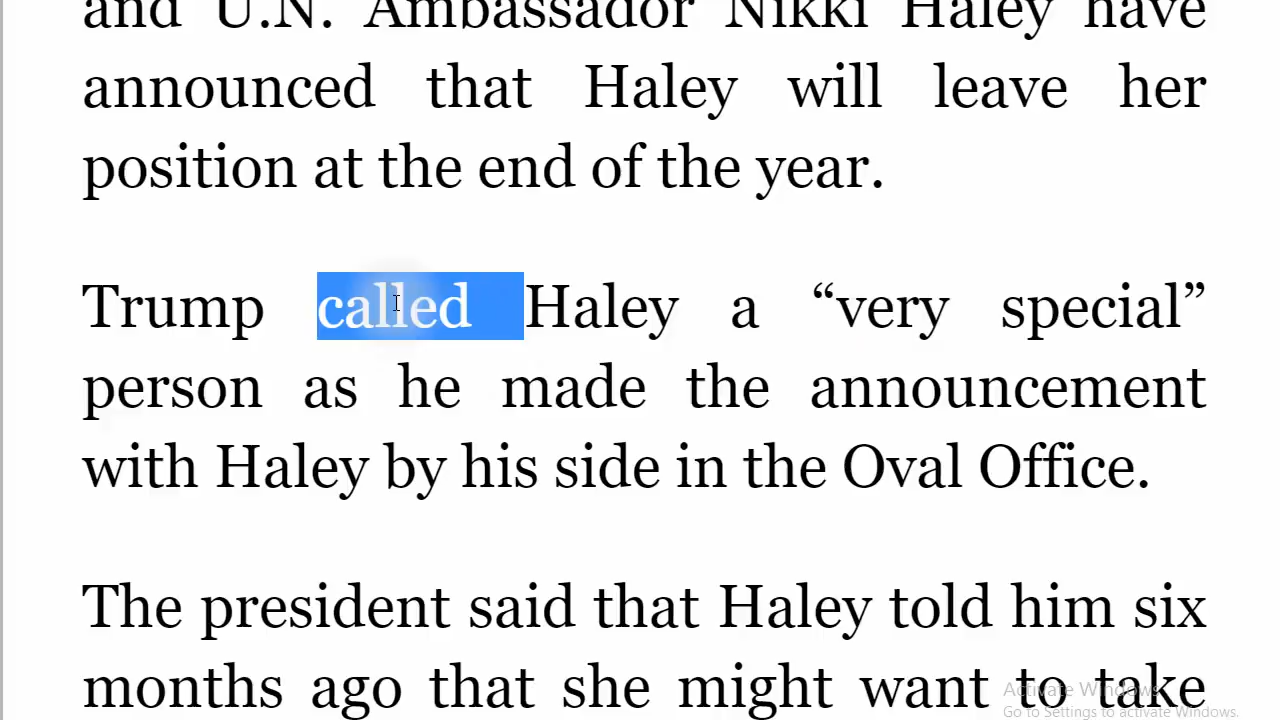 and U.N. Ambassador Nikki Haley have
announced that Haley will leave her
position at the end of the year.
Trump called Haley a “very special”
person as he made the announcement
with Haley by his side in the Oval Office.
The president said that Haley told him six
months ago that she might want to take
Activate Windows
Go to Settings to activate Windows.